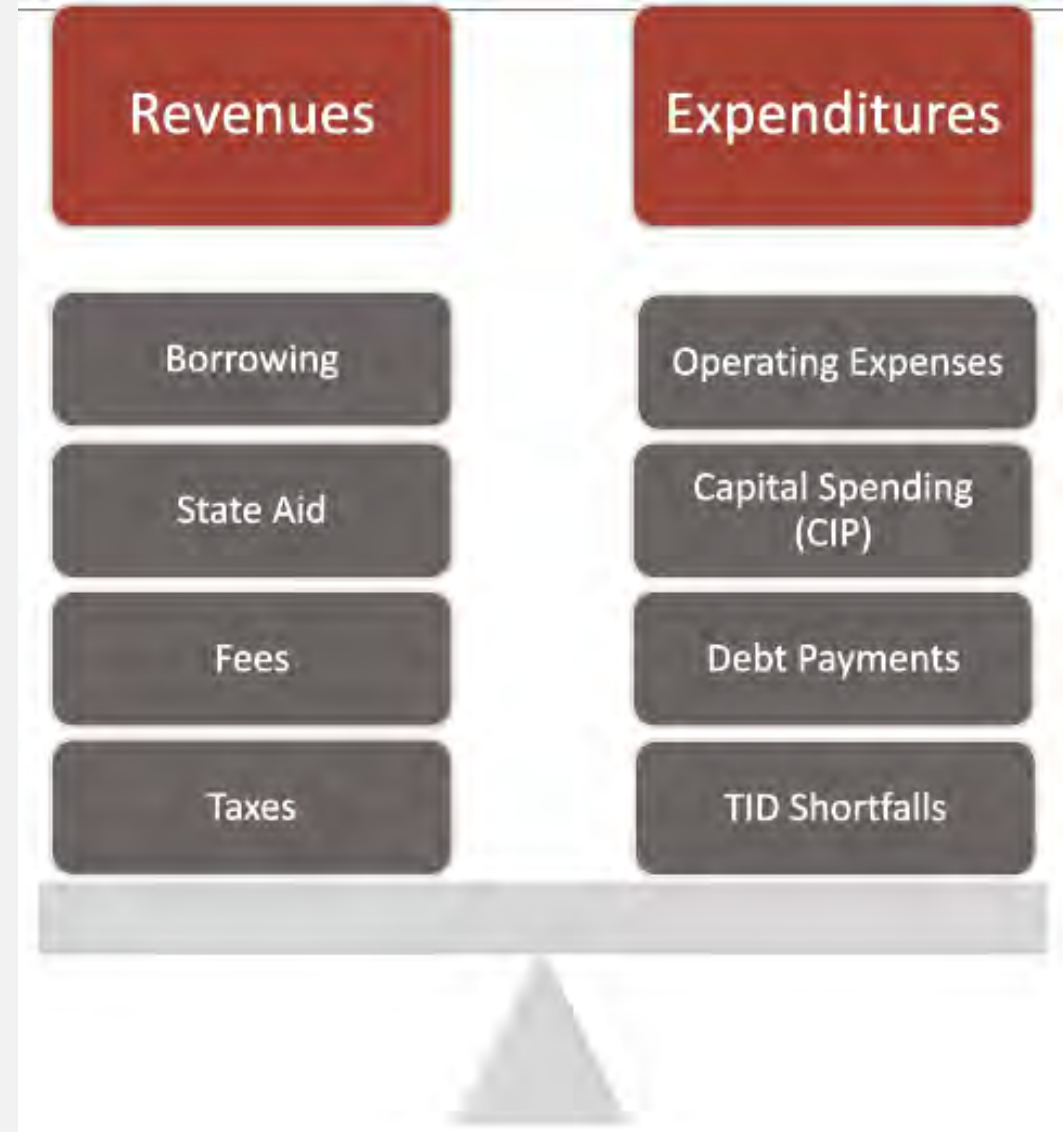 Revenues
Borrowing
State Aid
Fees
Taxes
Expenditures
Operating Expenses
Capital Spending
(CIP)
Debt Payments
TID Shortfalls